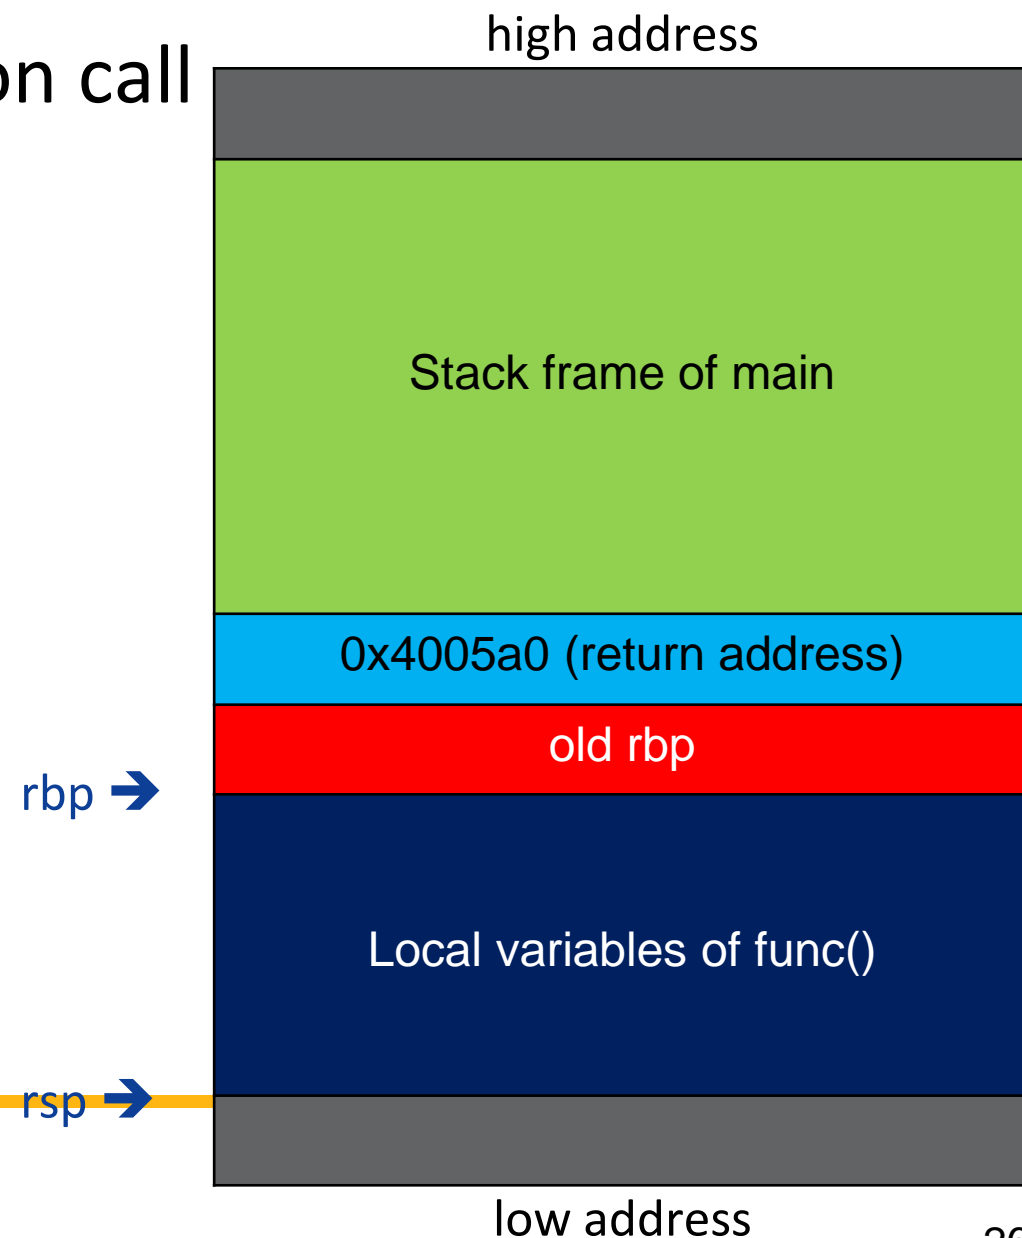 high address
on call
Stack frame of main
0x4005a0 (return address)
old rbp
rbp ➔
Local variables of func()
rsp ➔
low address